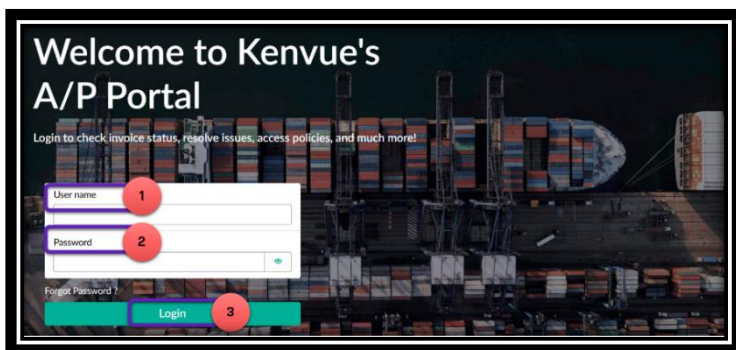 Welcome to Kenvue's
A/P Portal
Login to check invoice status, resolve issues, access policies, and much more!
User name
1
Password
2
Forgot Password ?
Login
3